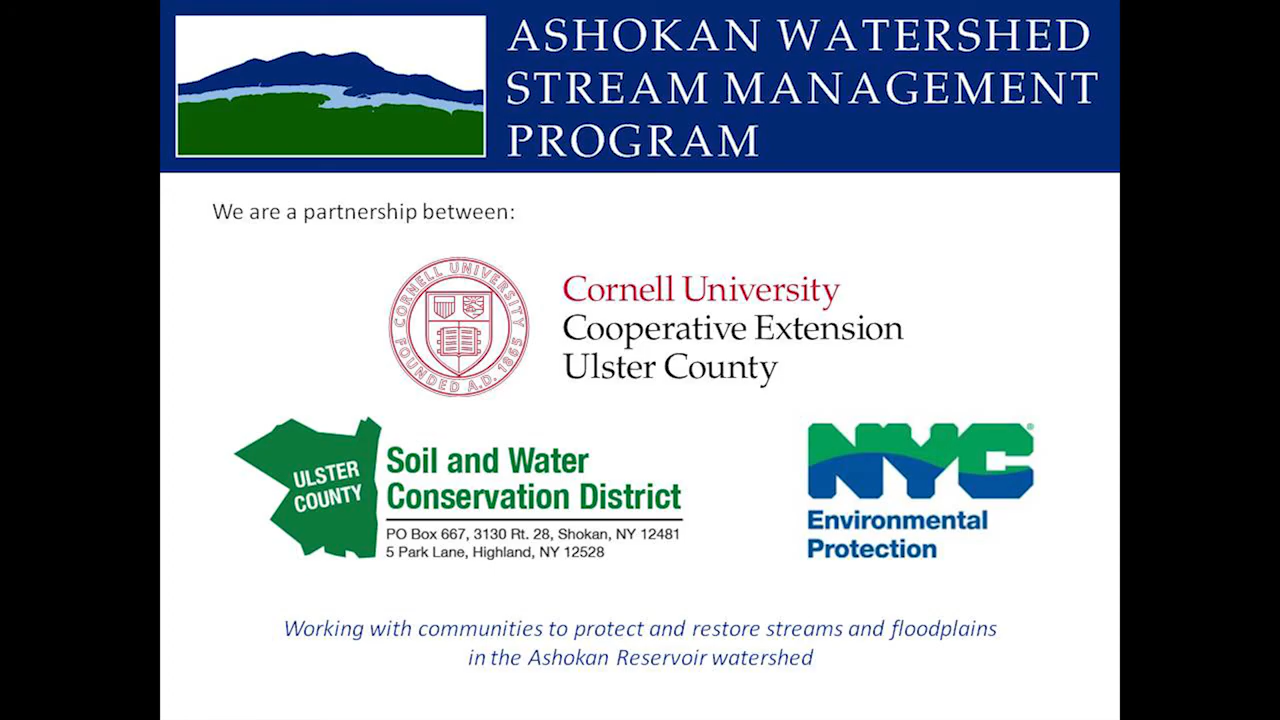 ASHOKAN WATERSHED
STREAM MANAGEMENT
PROGRAM
We are a partnership between:
CORNELL UNIVERSITY
FOUNDED A.D. 1865
Cornell University
Cooperative Extension
Ulster County
ULSTER
COUNTY
Soil and Water
Conservation District
PO Box 667, 3130 Rt. 28, Shokan, NY 12481
5 Park Lane, Highland, NY 12528
NYC®
Environmental
Protection
Working with communities to protect and restore streams and floodplains
in the Ashokan Reservoir watershed